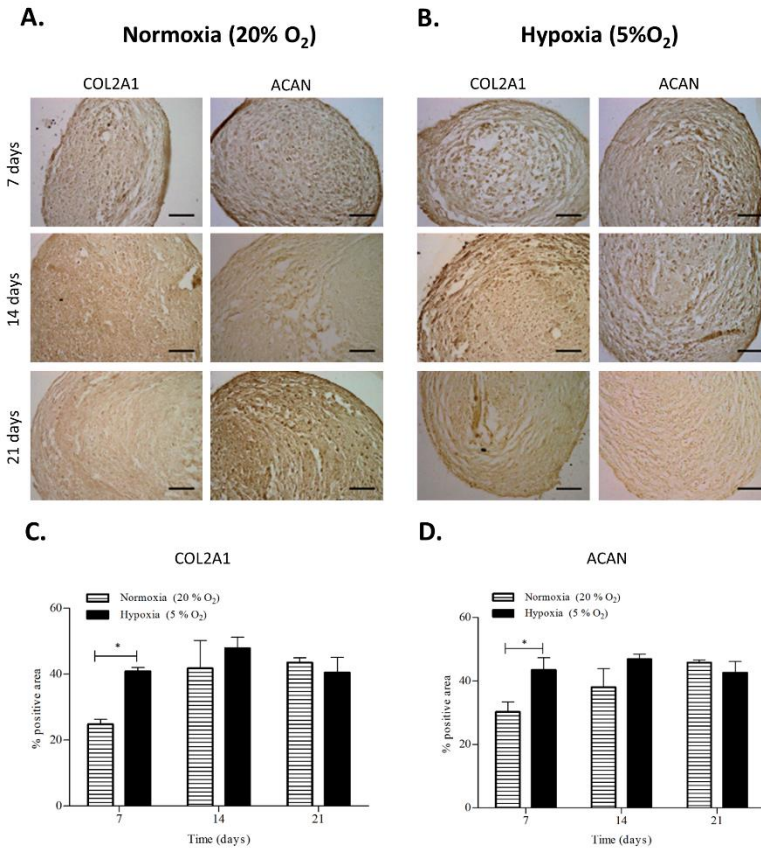 A.
Normoxia (20% O₂)
COL2A1
ACAN
7 days
14 days
21 days
B.
Hypoxia (5%O₂)
COL2A1
ACAN
C.
COL2A1
Normoxia (20 % O₂)
Hypoxia (5 % O₂)
*
60
40
20
0
% positive area
7
14
21
Time (days)
D.
ACAN
Normoxia (20 % O₂)
Hypoxia (5 % O₂)
*
60
40
20
0
% positive area
7
14
21
Time (days)